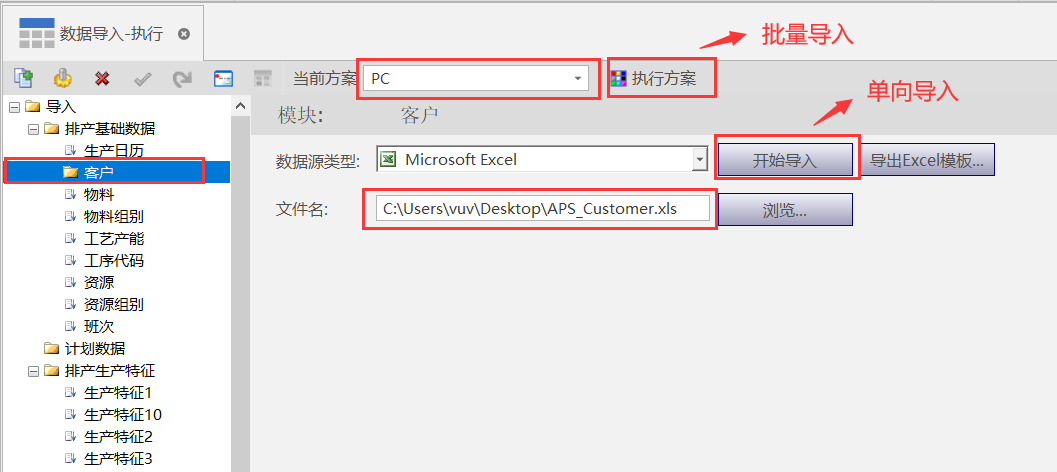 数据导入-执行
批量导入
当前方案 PC 执行方案
单向导入
导入
排产基础数据
生产日历
客户
物料
物料组别
工艺产能
工序代码
资源
资源组别
班次
计划数据
排产生产特征
生产特征1
生产特征10
生产特征2
生产特征3
模块: 客户
数据源类型: Microsoft Excel 开始导入 导出Excel模板...
文件名: C:\Users\vuv\Desktop\APS_Customer.xls 浏览...